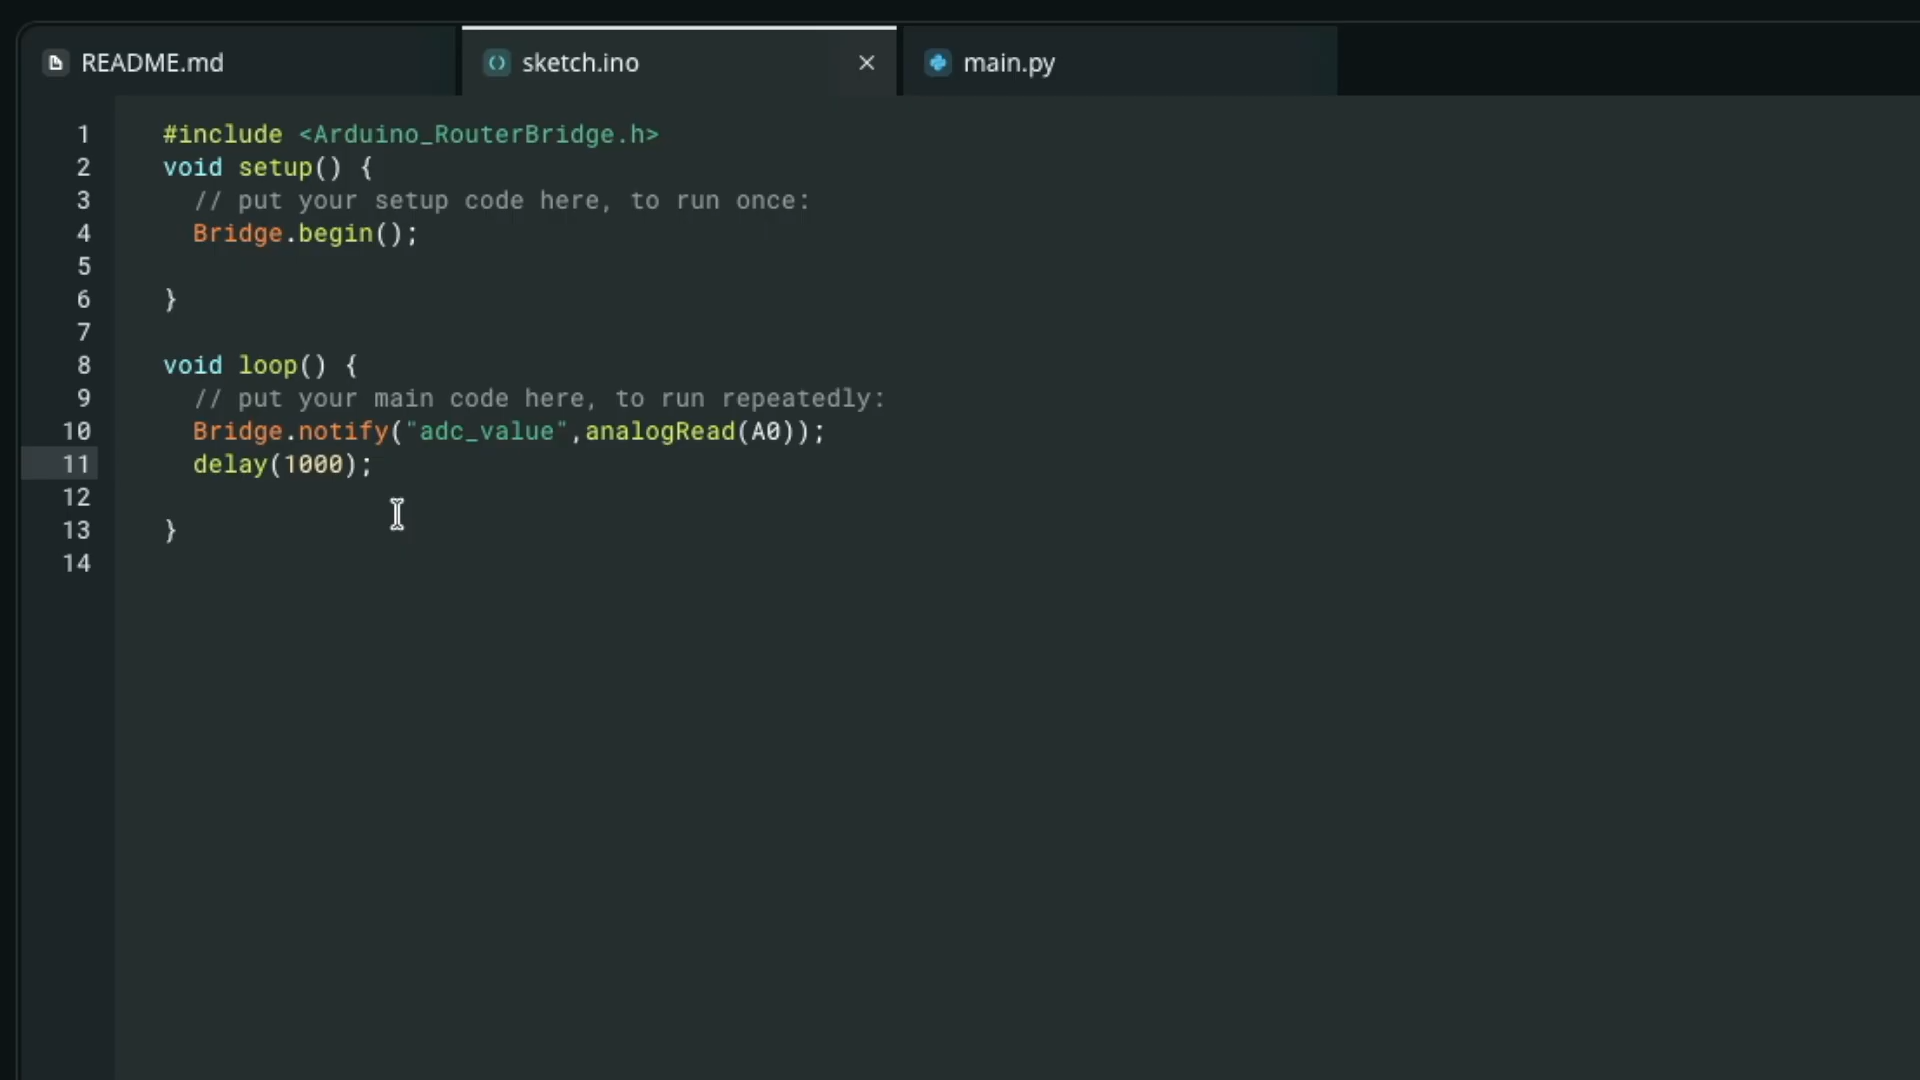 README.md
sketch.ino
main.py
1 #include <Arduino_RouterBridge.h>
2 void setup() {
3 // put your setup code here, to run once:
4 Bridge.begin();
5
6 }
7
8 void loop() {
9 // put your main code here, to run repeatedly:
10 Bridge.notify("adc_value",analogRead(A0));
11 delay(1000);
12
13 }
14